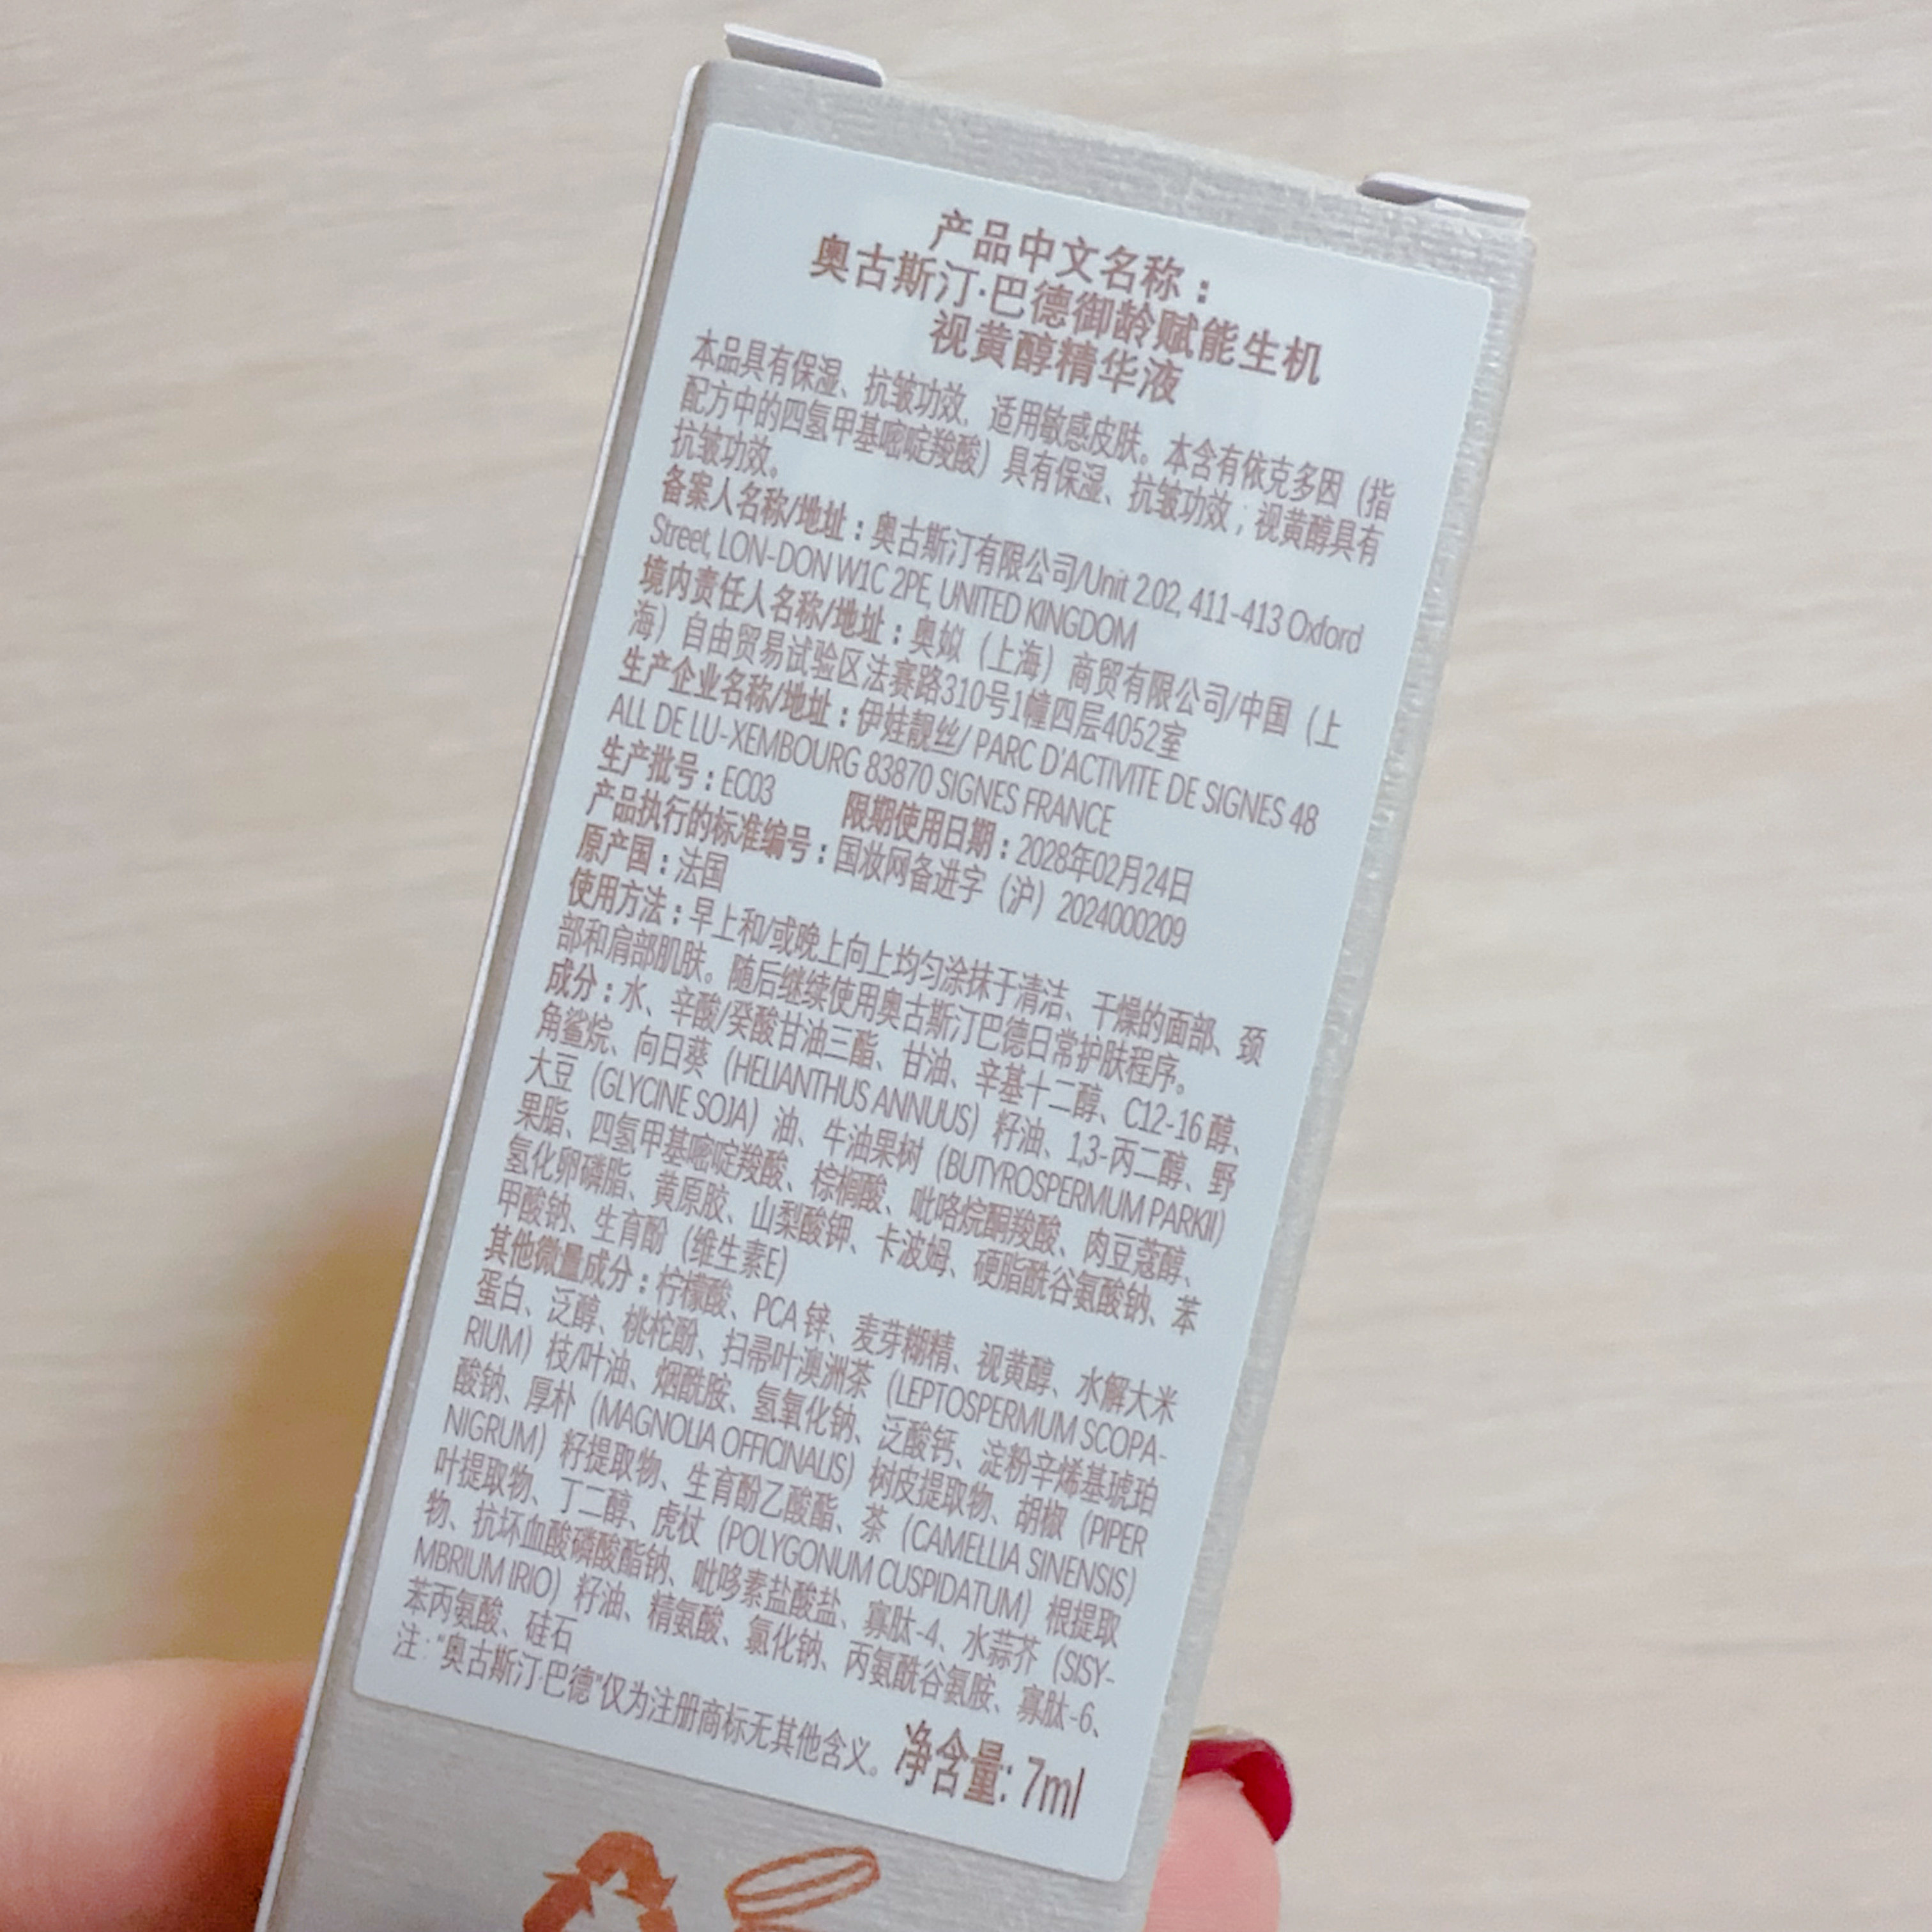 产品中文名称：
奥古斯汀·巴德御龄赋能生机
视黄醇精华液
本品具有保湿、抗皱功效，适用敏感皮肤。本含有依克多因（指
配方中的四氢甲基嘧啶羧酸）具有保湿、抗皱功效；视黄醇具有
抗皱功效。
备案人名称/地址：奥古斯汀有限公司/Unit 2.02, 411-413 Oxford
Street, LON-DON W1C 2PE, UNITED KINGDOM
境内责任人名称/地址：奥姒（上海）商贸有限公司/中国（上
海）自由贸易试验区法赛路310号1幢四层4052室
生产企业名称/地址：伊娃靓丝/ PARC D'ACTIVITE DE SIGNES 48
ALL DE LU-XEMBOURG 83870 SIGNES FRANCE
生产批号：EC03 限期使用日期：2028年02月24日
产品执行的标准编号：国妆网备进字（沪）2024000209
原产国：法国
使用方法：早上和/或晚上向上均匀涂抹于清洁、干燥的面部、颈
部和肩部肌肤。随后继续使用奥古斯汀巴德日常护肤程序。
成分：水、辛酸/癸酸甘油三酯、甘油、辛基十二醇、C12-16 醇、
角鲨烷、向日葵（HELIANTHUS ANNUUS）籽油、1,3-丙二醇、野
大豆（GLYCINE SOJA）油、牛油果树（BUTYROSPERMUM PARKII）
果脂、四氢甲基嘧啶羧酸、棕榈酸、吡咯烷酮羧酸、肉豆蔻醇、
氢化卵磷脂、黄原胶、山梨酸钾、卡波姆、硬脂酰谷氨酸钠、苯
甲酸钠、生育酚（维生素E）
其他微量成分：柠檬酸、PCA 锌、麦芽糊精、视黄醇、水解大米
蛋白、泛醇、桃柁酚、扫帚叶澳洲茶（LEPTOSPERMUM SCOPA-
RIUM）枝/叶油、烟酰胺、氢氧化钠、泛酸钙、淀粉辛烯基琥珀
酸钠、厚朴（MAGNOLIA OFFICINALIS）树皮提取物、胡椒（PIPER
NIGRUM）籽提取物、生育酚乙酸酯、茶（CAMELLIA SINENSIS）
叶提取物、丁二醇、虎杖（POLYGONUM CUSPIDATUM）根提取
物、抗坏血酸磷酸酯钠、吡哆素盐酸盐、寡肽-4、水蒜芥（SISY-
MBRIUM IRIO）籽油、精氨酸、氯化钠、丙氨酰谷氨胺、寡肽-6、
苯丙氨酸、硅石
注：“奥古斯汀·巴德”仅为注册商标无其他含义。 净含量: 7ml